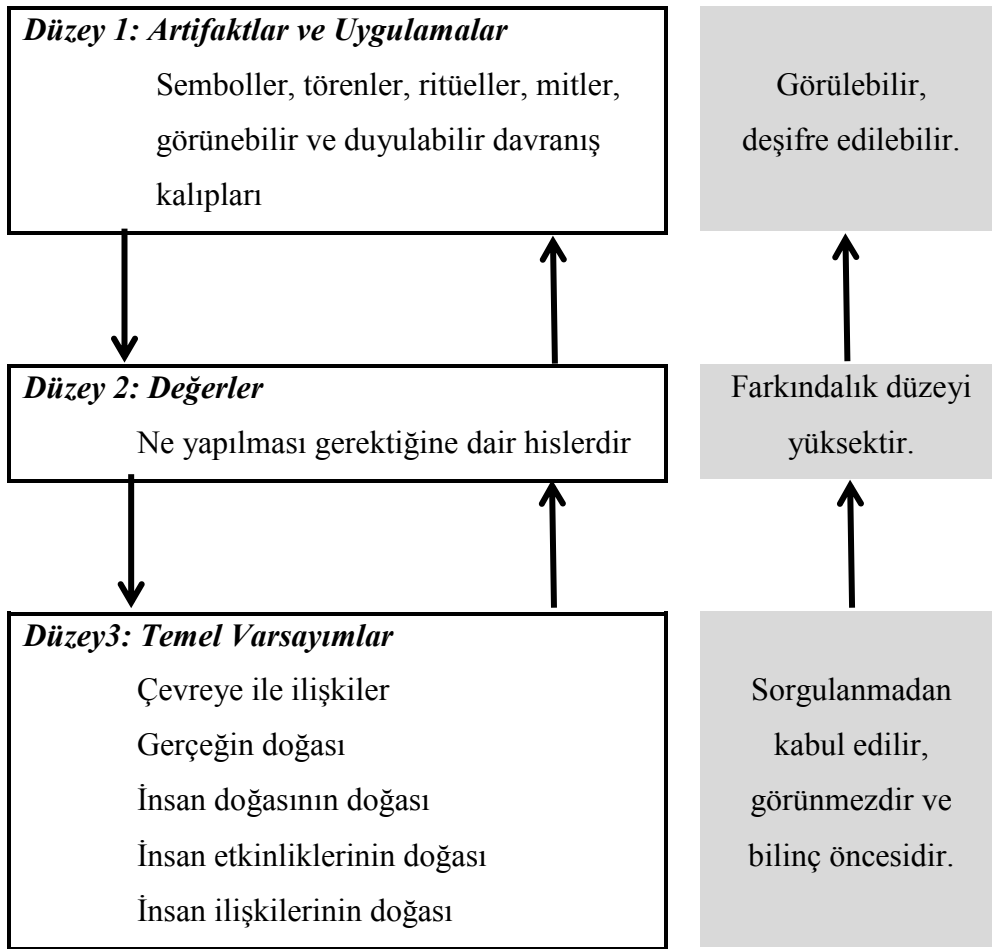 Düzey 1: Artifaktlar ve Uygulamalar
Semboller, törenler, ritüeller, mitler,
görünebilir ve duyulabilir davranış
kalıpları
Görülebilir,
deşifre edilebilir.
Düzey 2: Değerler
Ne yapılması gerektiğine dair hislerdir
Farkındalık düzeyi
yüksektir.
Düzey3: Temel Varsayımlar
Çevreye ile ilişkiler
Gerçeğin doğası
İnsan doğasının doğası
İnsan etkinliklerinin doğası
İnsan ilişkilerinin doğası
Sorgulanmadan
kabul edilir,
görünmezdir ve
bilinç öncesidir.